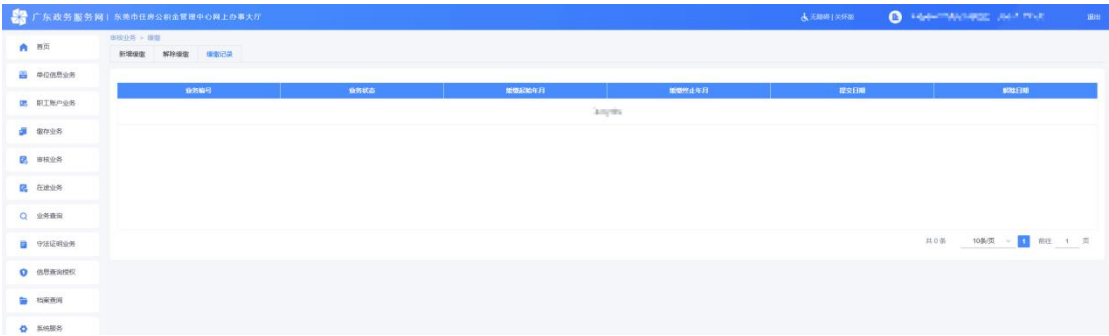 广东政务服务网 | 东莞市住房公积金管理中心网上办事大厅
无障碍 | 关怀版
退出
审核业务 > 缓缴
新增缓缴 解除缓缴 缓缴记录
首页
单位信息业务
职工账户业务
缴存业务
审核业务
在途业务
业务查询
守法证明业务
信息查询授权
档案查阅
系统服务
业务编号 业务状态 缓缴起始年月 缓缴终止年月 提交日期 解除日期
共 0 条 10条/页 1 前往 1 页